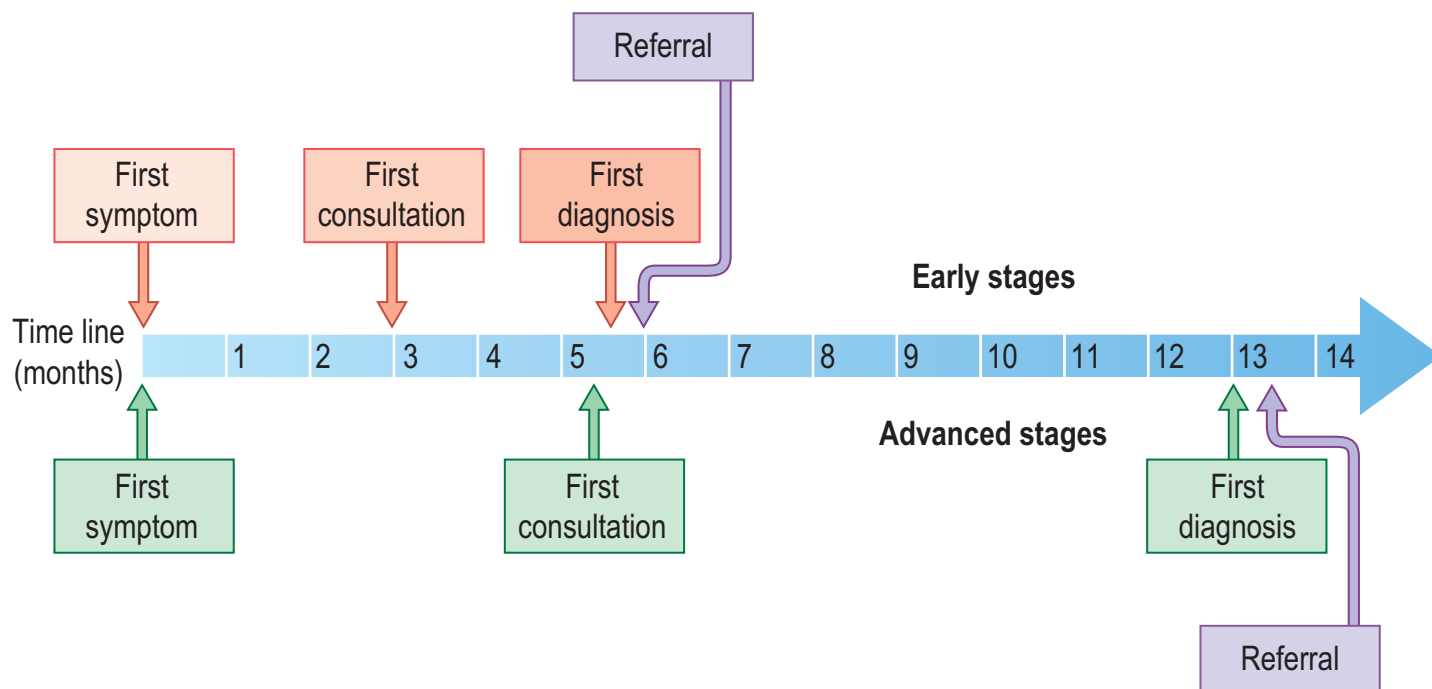 Referral
First
symptom
First
consultation
First
diagnosis
Early stages
Time line
(months)
1 2 3 4 5 6 7 8 9 10 11 12 13 14
Advanced stages
First
symptom
First
consultation
First
diagnosis
Referral